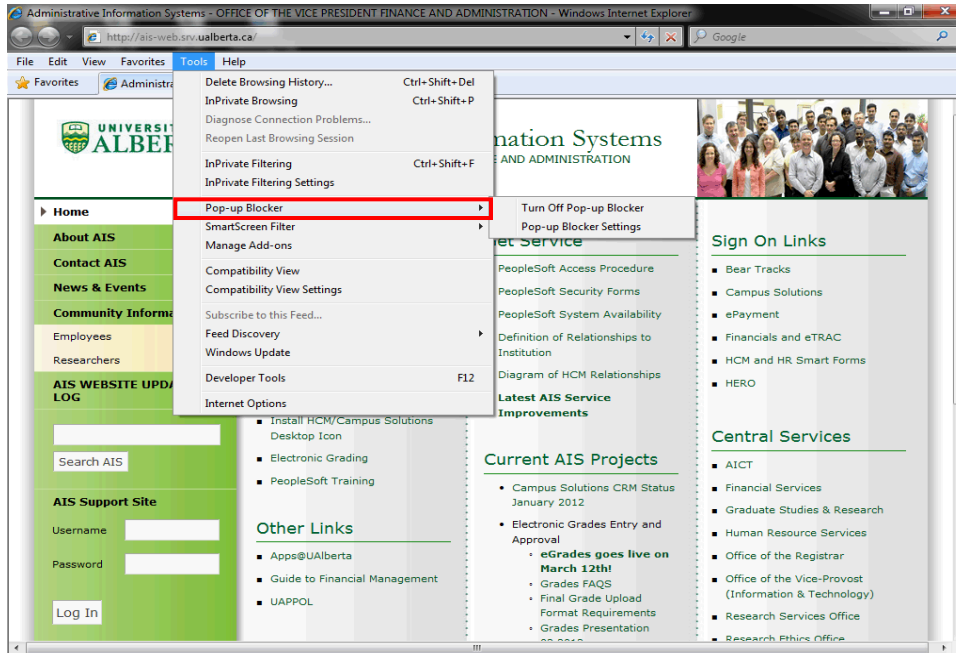 Administrative Information Systems - OFFICE OF THE VICE PRESIDENT FINANCE AND ADMINISTRATION - Windows Internet Explorer
http://ais-web.srv.ualberta.ca/
Google
File Edit View Favorites Tools Help
Favorites Administra
Delete Browsing History... Ctrl+Shift+Del
InPrivate Browsing Ctrl+Shift+P
Diagnose Connection Problems...
Reopen Last Browsing Session
InPrivate Filtering Ctrl+Shift+F
InPrivate Filtering Settings
Pop-up Blocker
SmartScreen Filter
Manage Add-ons
Compatibility View
Compatibility View Settings
Subscribe to this Feed...
Feed Discovery
Windows Update
Developer Tools F12
Internet Options
Turn Off Pop-up Blocker
Pop-up Blocker Settings
UNIVERSIT
ALBER
mation Systems
AND ADMINISTRATION
Home
About AIS
Contact AIS
News & Events
Community Informa
Employees
Researchers
AIS WEBSITE UPDA
LOG
Search AIS
AIS Support Site
Username
Password
Log In
Install HCM/Campus Solutions
Desktop Icon
Electronic Grading
PeopleSoft Training
Other Links
Apps@UAlberta
Guide to Financial Management
UAPPOL
et Service
PeopleSoft Access Procedure
PeopleSoft Security Forms
PeopleSoft System Availability
Definition of Relationships to
Institution
Diagram of HCM Relationships
Latest AIS Service
Improvements
Current AIS Projects
Campus Solutions CRM Status
January 2012
Electronic Grades Entry and
Approval
eGrades goes live on
March 12th!
Grades FAQS
Final Grade Upload
Format Requirements
Grades Presentation
Sign On Links
Bear Tracks
Campus Solutions
ePayment
Financials and eTRAC
HCM and HR Smart Forms
HERO
Central Services
AICT
Financial Services
Graduate Studies & Research
Human Resource Services
Office of the Registrar
Office of the Vice-Provost
(Information & Technology)
Research Services Office
Research Ethics Office